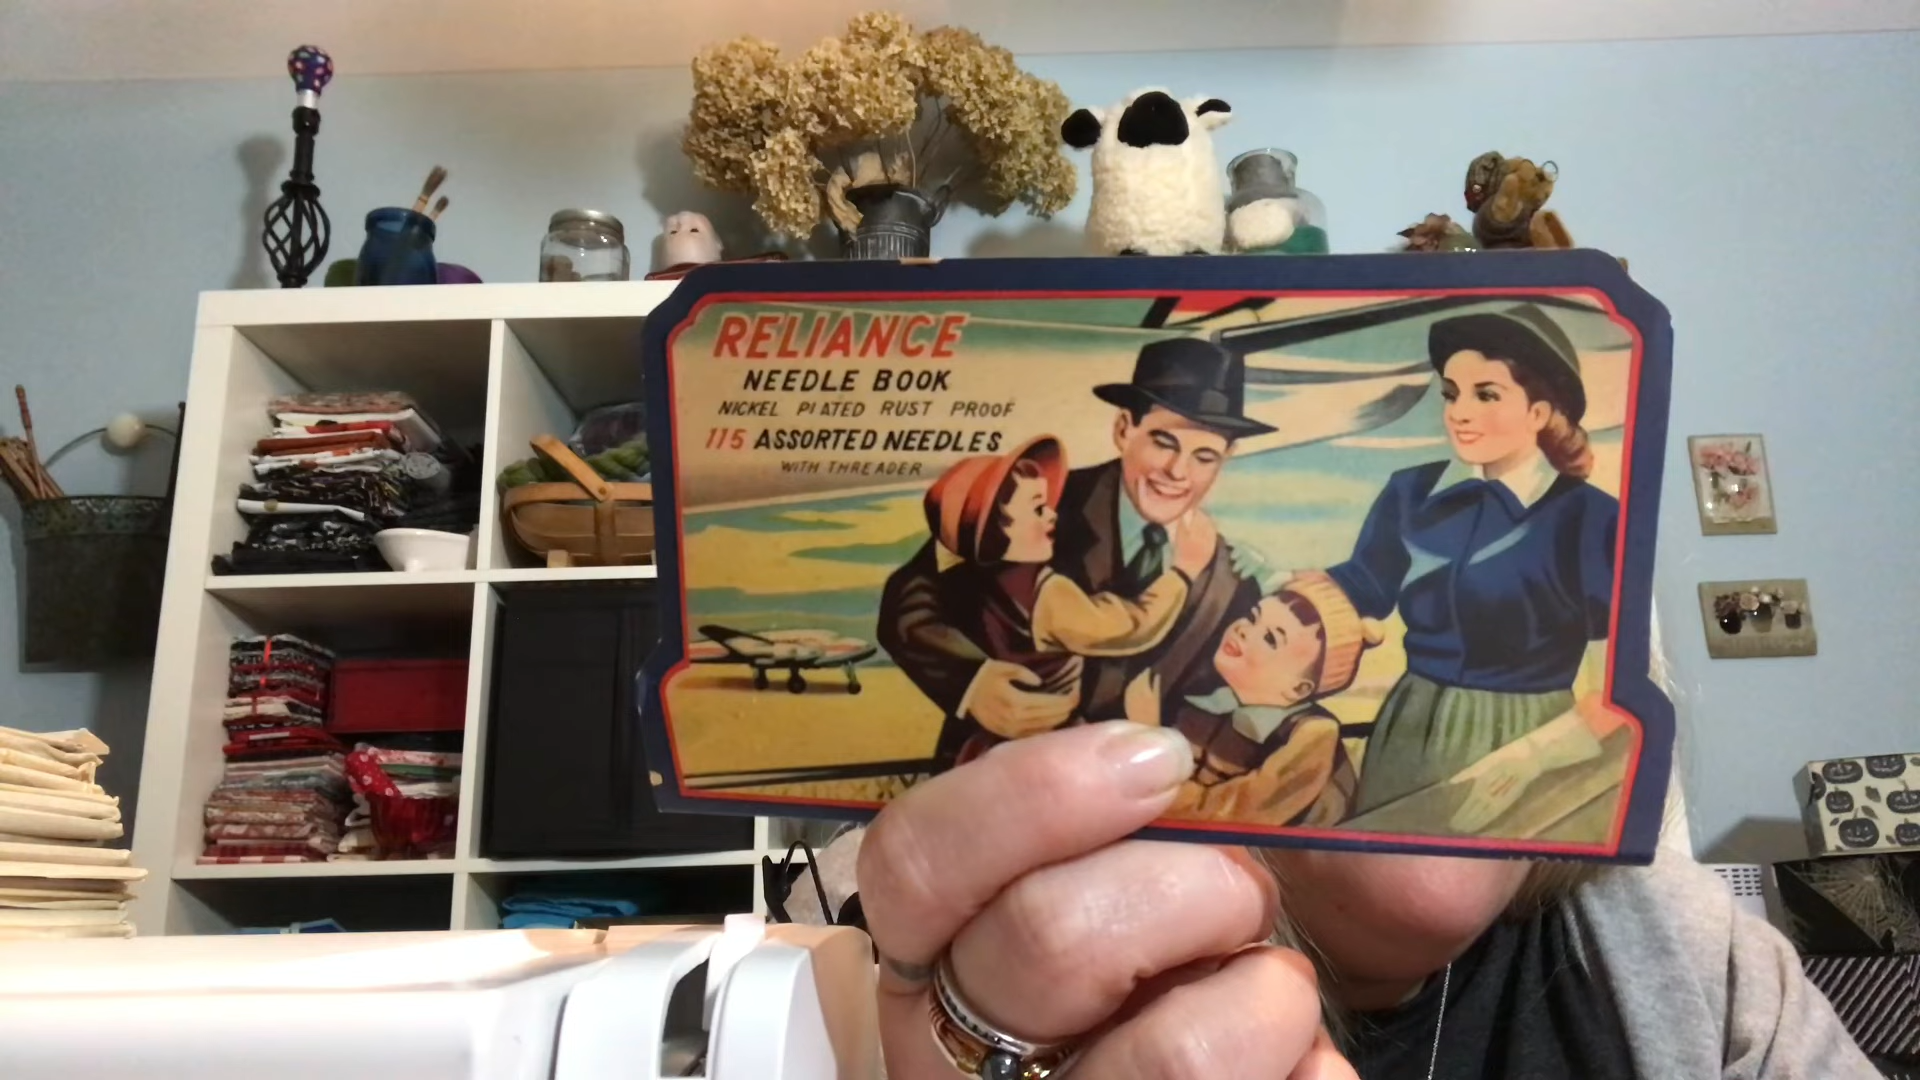 RELIANCE
NEEDLE BOOK
NICKEL PLATED RUST PROOF
115 ASSORTED NEEDLES
WITH THREADER